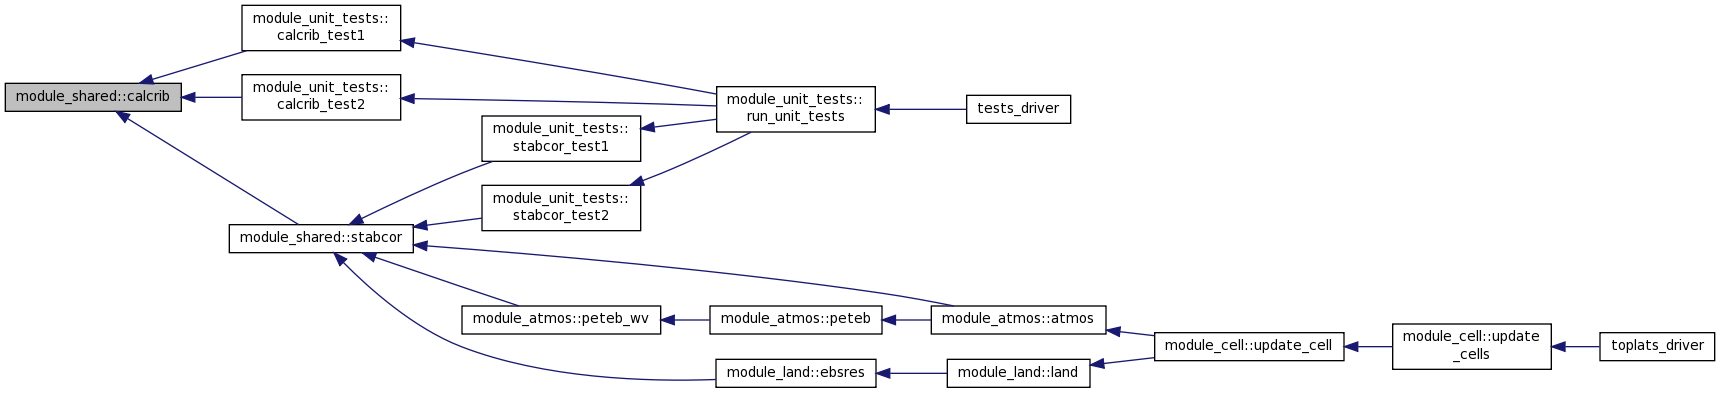 module_unit_tests::
calcrib_test1
module_shared::calcrib
module_unit_tests::
calcrib_test2
module_unit_tests::
run_unit_tests
tests_driver
module_unit_tests::
stabcor_test1
module_unit_tests::
stabcor_test2
module_shared::stabcor
module_atmos::peteb_wv
module_atmos::peteb
module_atmos::atmos
module_cell::update_cell
module_cell::update
_cells
toplats_driver
module_land::ebsres
module_land::land